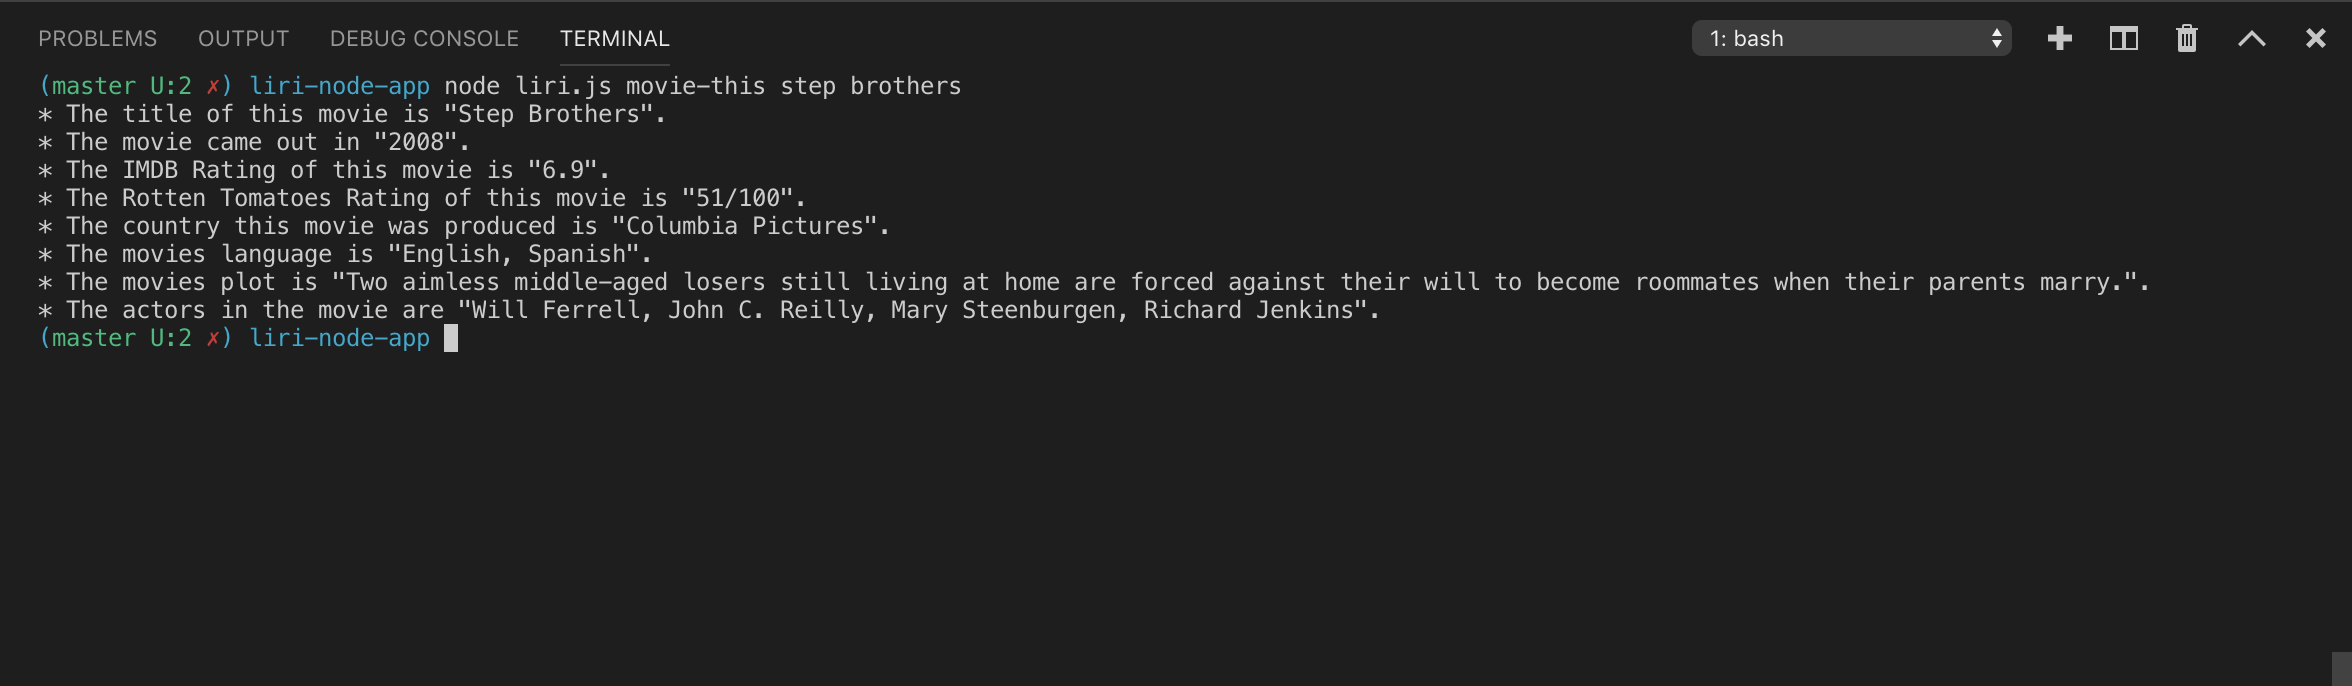 PROBLEMS OUTPUT DEBUG CONSOLE TERMINAL 1: bash
(master U:2 ✗) liri-node-app node liri.js movie-this step brothers
* The title of this movie is "Step Brothers".
* The movie came out in "2008".
* The IMDB Rating of this movie is "6.9".
* The Rotten Tomatoes Rating of this movie is "51/100".
* The country this movie was produced is "Columbia Pictures".
* The movies language is "English, Spanish".
* The movies plot is "Two aimless middle-aged losers still living at home are forced against their will to become roommates when their parents marry.".
* The actors in the movie are "Will Ferrell, John C. Reilly, Mary Steenburgen, Richard Jenkins".
(master U:2 ✗) liri-node-app